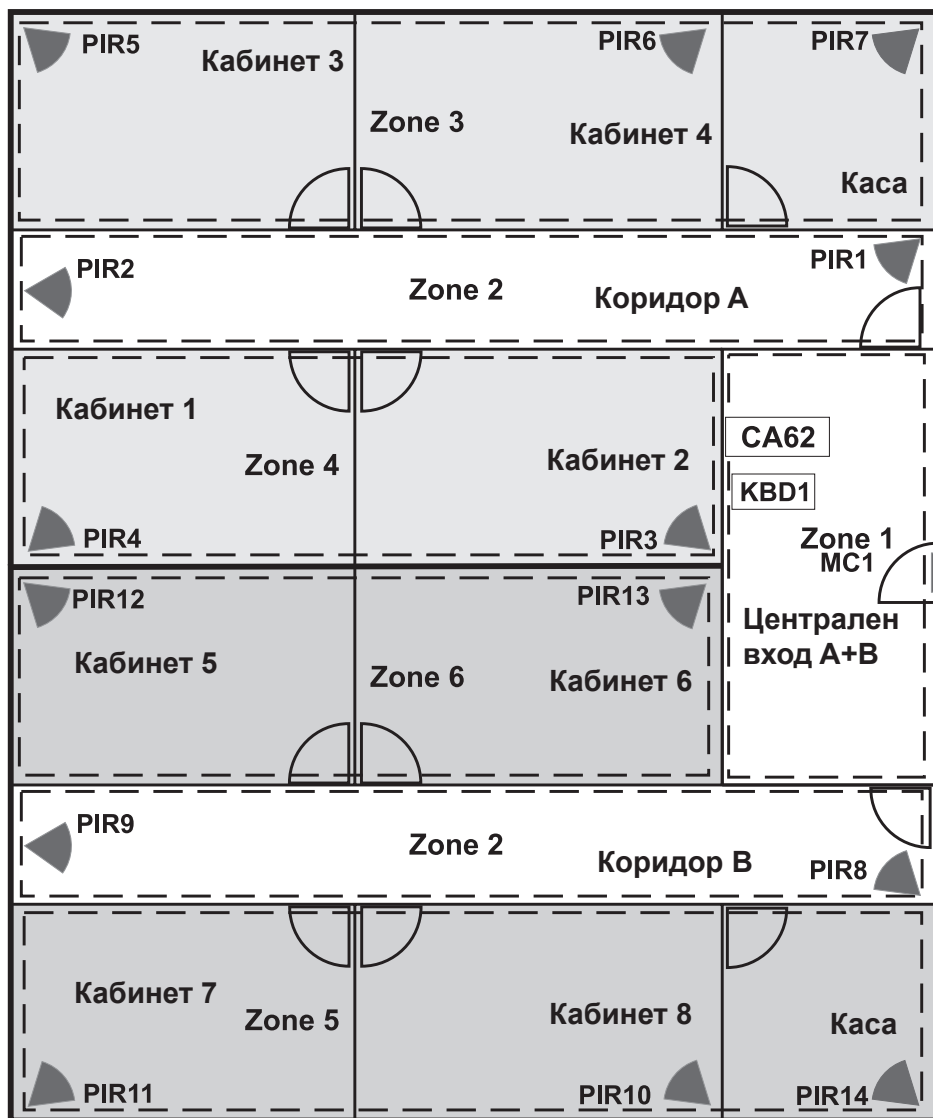 PIR5
Кабинет 3
PIR6
PIR7
Zone 3
Кабинет 4
Каса
PIR2
Zone 2
Коридор A
PIR1
Кабинет 1
Zone 4
Кабинет 2
PIR4
PIR3
CA62
KBD1
Zone 1
MC1
Централен
вход A+B
PIR12
Кабинет 5
Zone 6
PIR13
Кабинет 6
PIR9
Zone 2
Коридор B
PIR8
Кабинет 7
Zone 5
Кабинет 8
Каса
PIR11
PIR10
PIR14